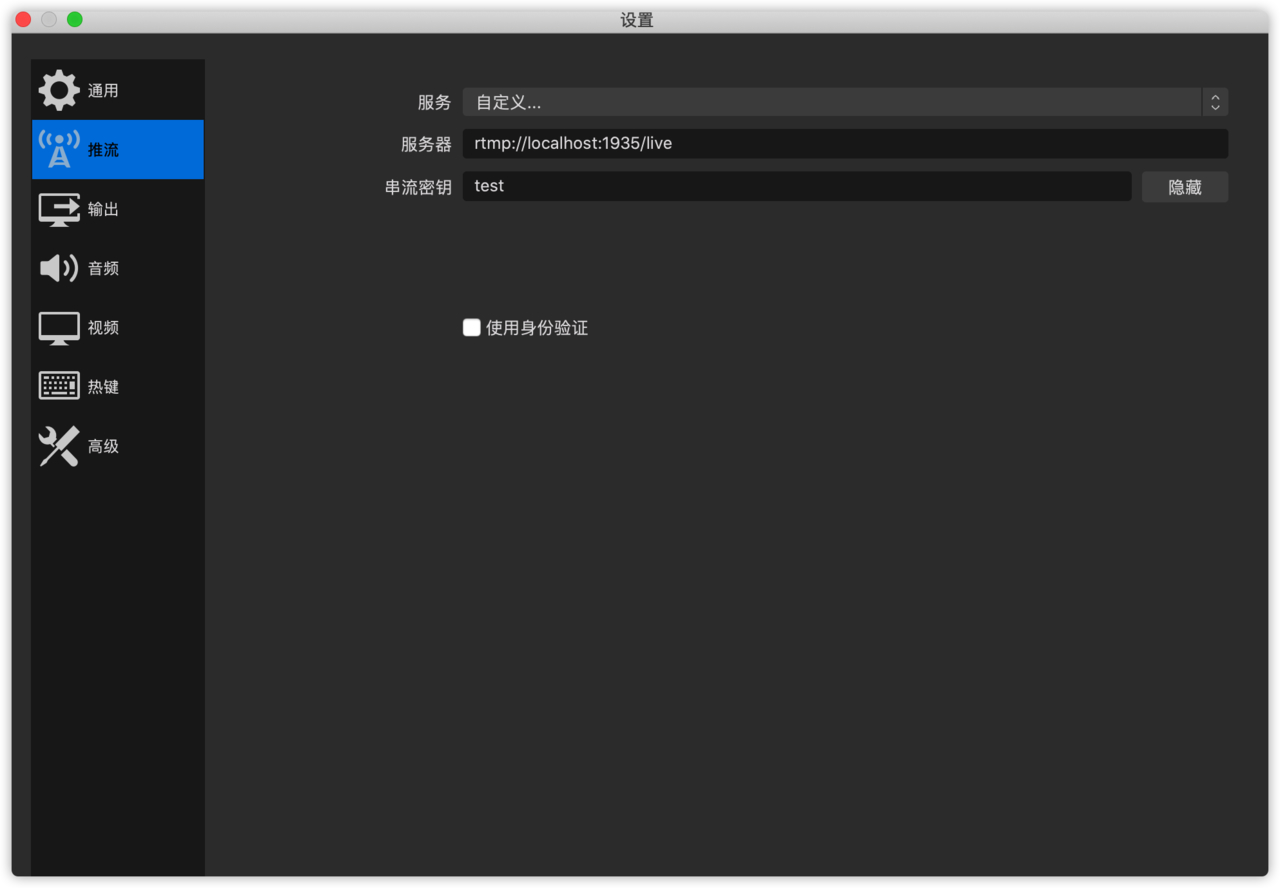 设置
通用
推流
输出
音频
视频
热键
高级
服务 自定义...
服务器 rtmp://localhost:1935/live
串流密钥 test 隐藏
使用身份验证